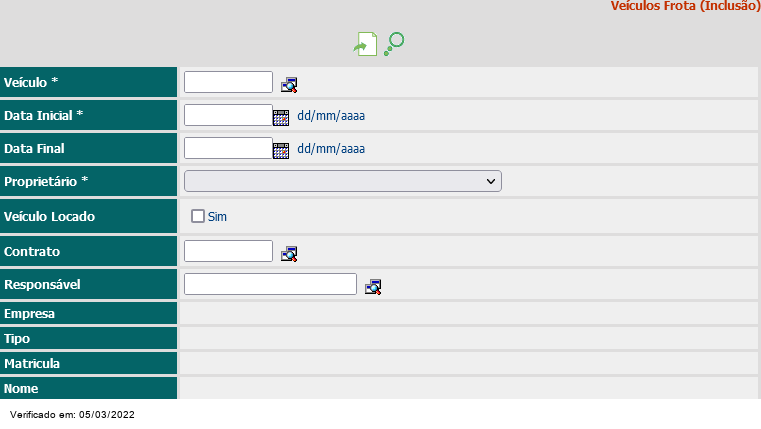 Veículos Frota (Inclusão)
Veículo *
Data Inicial * dd/mm/aaaa
Data Final dd/mm/aaaa
Proprietário *
Veículo Locado Sim
Contrato
Responsável
Empresa
Tipo
Matricula
Nome
Verificado em: 05/03/2022